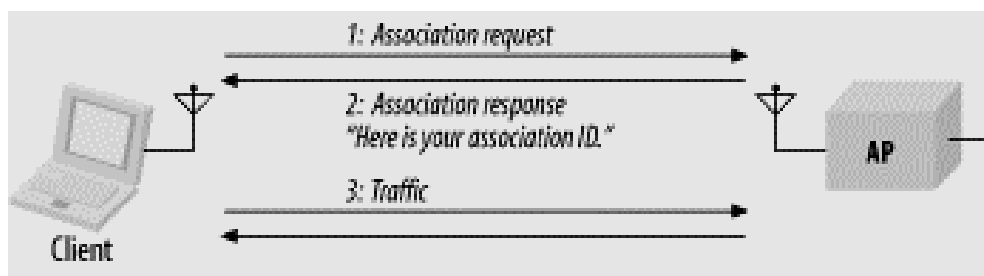 1: Association request
2: Association response
"Here is your association ID."
AP
3: Traffic
Client